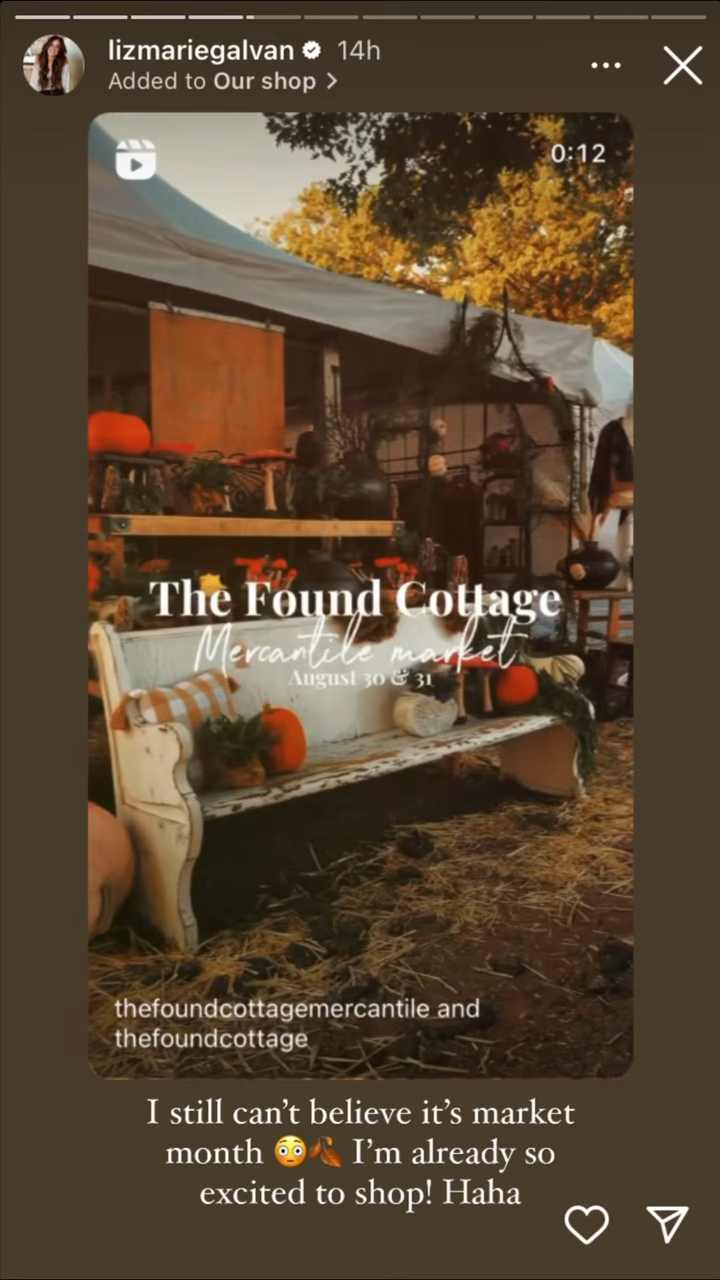 lizmariegalvan 14h
Added to Our shop >
0:12
The Found Cottage
Mercantile market
August 30 & 31
thefoundcottagemercantile and
thefoundcottage
I still can’t believe it’s market
month 😳🍂 I’m already so
excited to shop! Haha